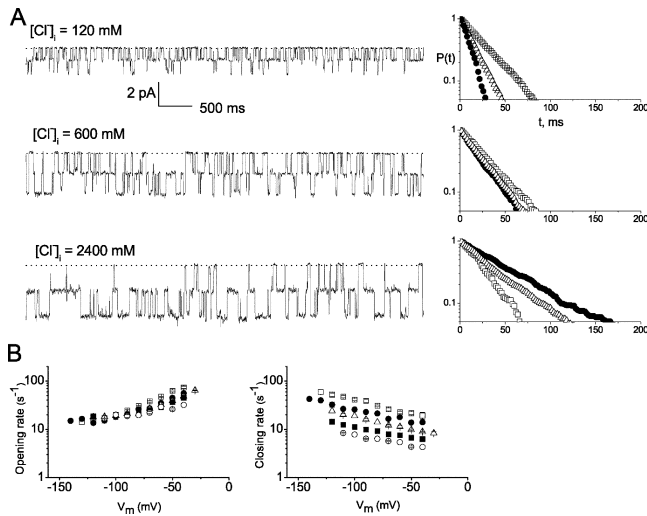 A
[Cl-]i = 120 mM
2 pA
500 ms
P(t)
1
0.1
0 50 100 150 200
t, ms
[Cl-]i = 600 mM
1
0.1
0 50 100 150 200
[Cl-]i = 2400 mM
1
0.1
0 50 100 150 200
B
Opening rate (s-1)
100
10
1
-150 -100 -50 0
Vm (mV)
Closing rate (s-1)
100
10
1
-150 -100 -50 0
Vm (mV)